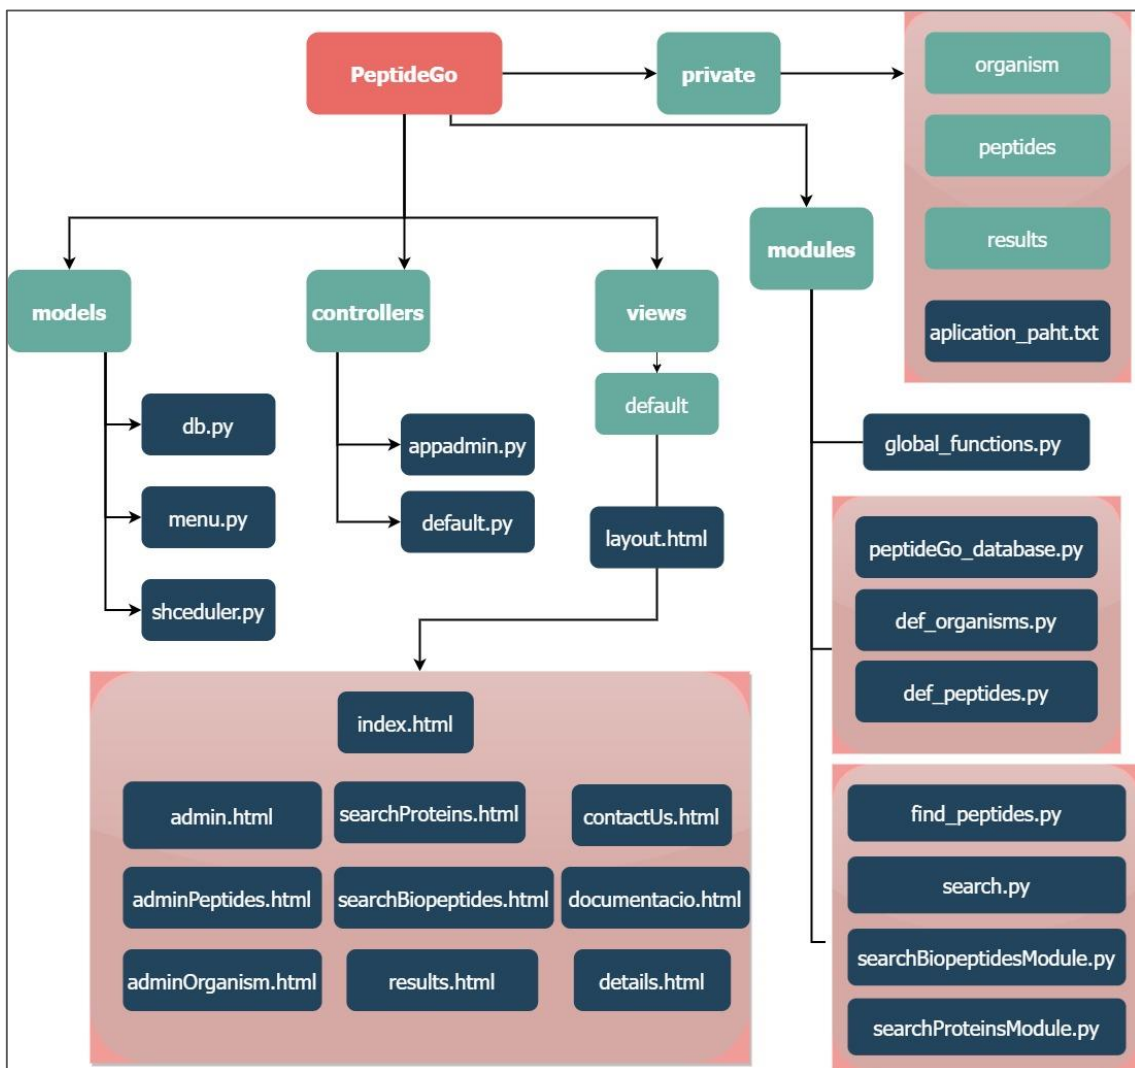 PeptideGo
private
organism
peptides
results
aplication_paht.txt
modules
models
controllers
views
default
db.py
menu.py
shceduler.py
appadmin.py
default.py
layout.html
global_functions.py
peptideGo_database.py
def_organisms.py
def_peptides.py
index.html
admin.html
searchProteins.html
contactUs.html
adminPeptides.html
searchBiopeptides.html
documentacio.html
adminOrganism.html
results.html
details.html
find_peptides.py
search.py
searchBiopeptidesModule.py
searchProteinsModule.py